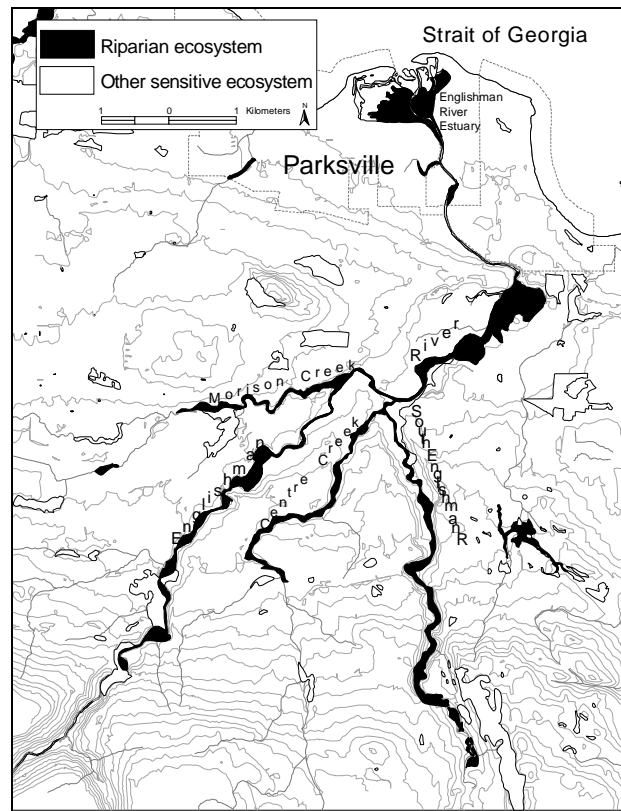 Strait of Georgia
Riparian ecosystem
Other sensitive ecosystem
1 0 1 Kilometers
N
Englishman
River
Estuary
Parksville
River
Morison Creek
Englishman
Centre Creek
South Englishman R